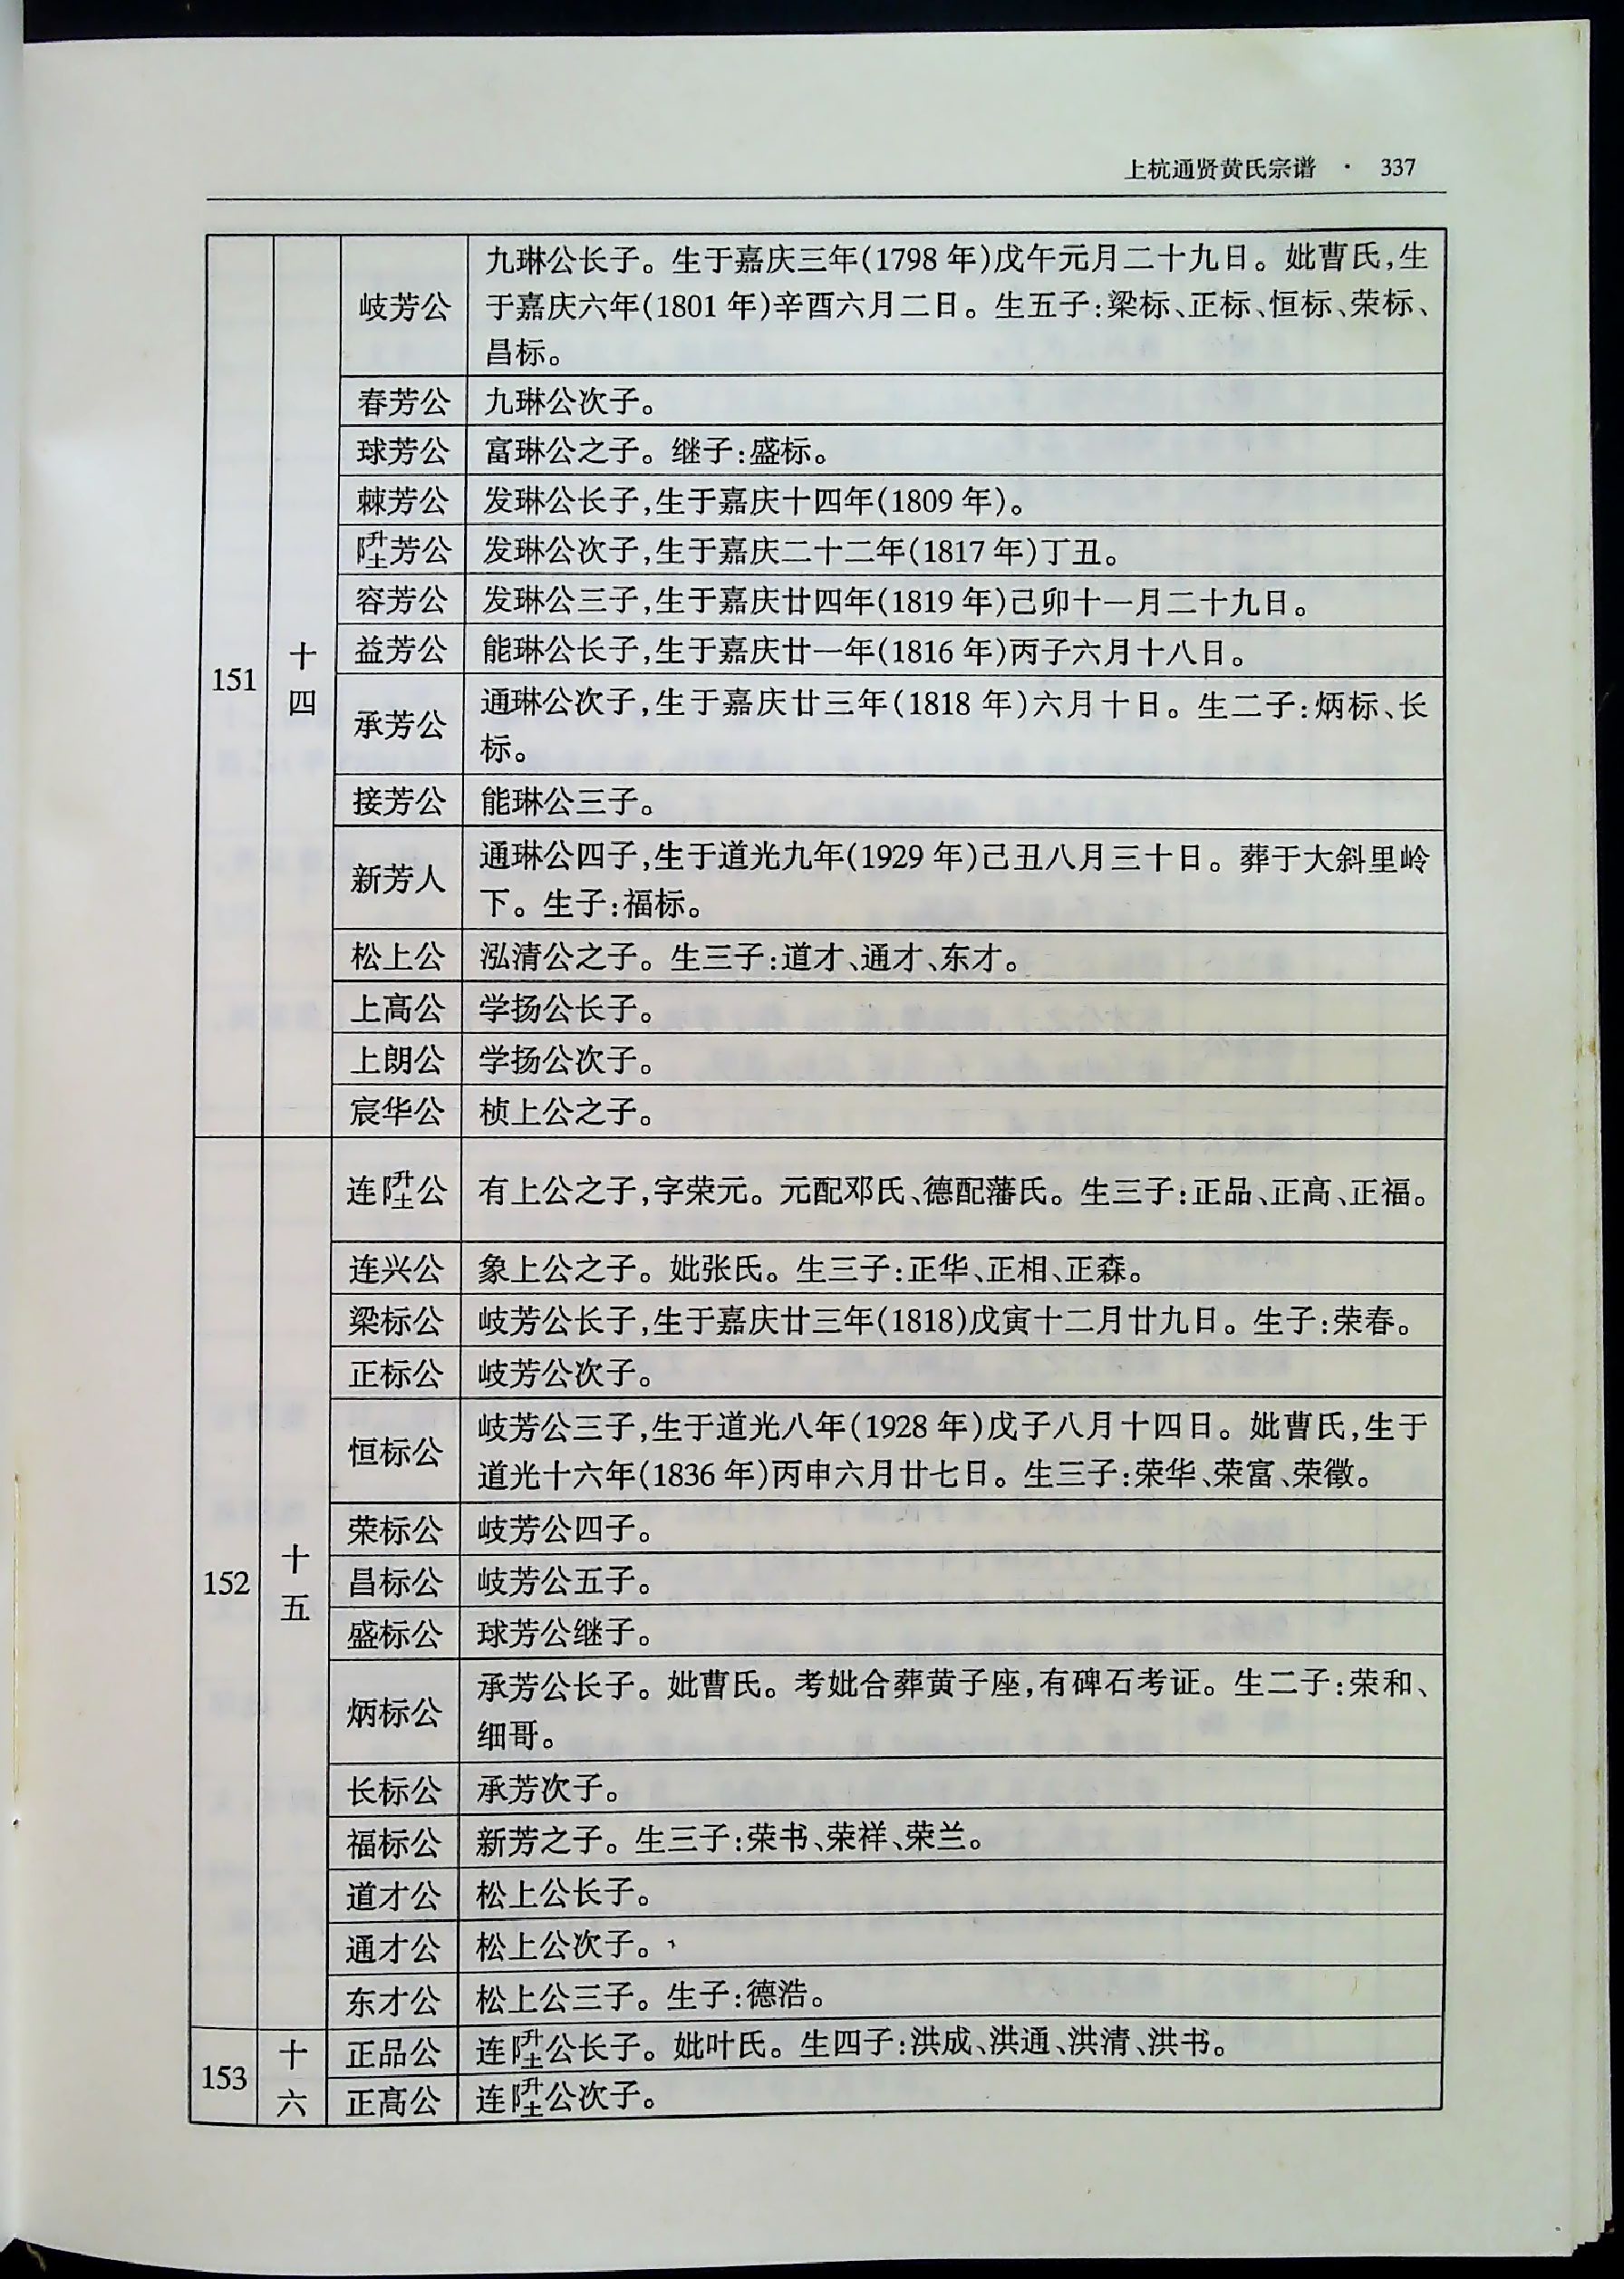 上杭通贤黄氏宗谱 · 337
151
十四
岐芳公
九琳公长子。生于嘉庆三年(1798 年)戊午元月二十九日。妣曹氏,生
于嘉庆六年(1801 年)辛酉六月二日。生五子:梁标、正标、恒标、荣标、
昌标。
春芳公
九琳公次子。
球芳公
富琳公之子。继子:盛标。
棘芳公
发琳公长子,生于嘉庆十四年(1809 年)。
陞芳公
发琳公次子,生于嘉庆二十二年(1817 年)丁丑。
容芳公
发琳公三子,生于嘉庆廿四年(1819 年)己卯十一月二十九日。
益芳公
能琳公长子,生于嘉庆廿一年(1816 年)丙子六月十八日。
承芳公
通琳公次子,生于嘉庆廿三年(1818 年)六月十日。生二子:炳标、长
标。
接芳公
能琳公三子。
新芳人
通琳公四子,生于道光九年(1929 年)己丑八月三十日。葬于大斜里岭
下。生子:福标。
松上公
泓清公之子。生三子:道才、通才、东才。
上高公
学扬公长子。
上朗公
学扬公次子。
宸华公
桢上公之子。
152
十五
连陞公
有上公之子,字荣元。元配邓氏、德配藩氏。生三子:正品、正高、正福。
连兴公
象上公之子。妣张氏。生三子:正华、正相、正森。
梁标公
岐芳公长子,生于嘉庆廿三年(1818)戊寅十二月廿九日。生子:荣春。
正标公
岐芳公次子。
恒标公
岐芳公三子,生于道光八年(1928 年)戊子八月十四日。妣曹氏,生于
道光十六年(1836 年)丙申六月廿七日。生三子:荣华、荣富、荣徵。
荣标公
岐芳公四子。
昌标公
岐芳公五子。
盛标公
球芳公继子。
炳标公
承芳公长子。妣曹氏。考妣合葬黄子座,有碑石考证。生二子:荣和、
细哥。
长标公
承芳次子。
福标公
新芳之子。生三子:荣书、荣祥、荣兰。
道才公
松上公长子。
通才公
松上公次子。
东才公
松上公三子。生子:德浩。
153
十六
正品公
连陞公长子。妣叶氏。生四子:洪成、洪通、洪清、洪书。
正高公
连陞公次子。